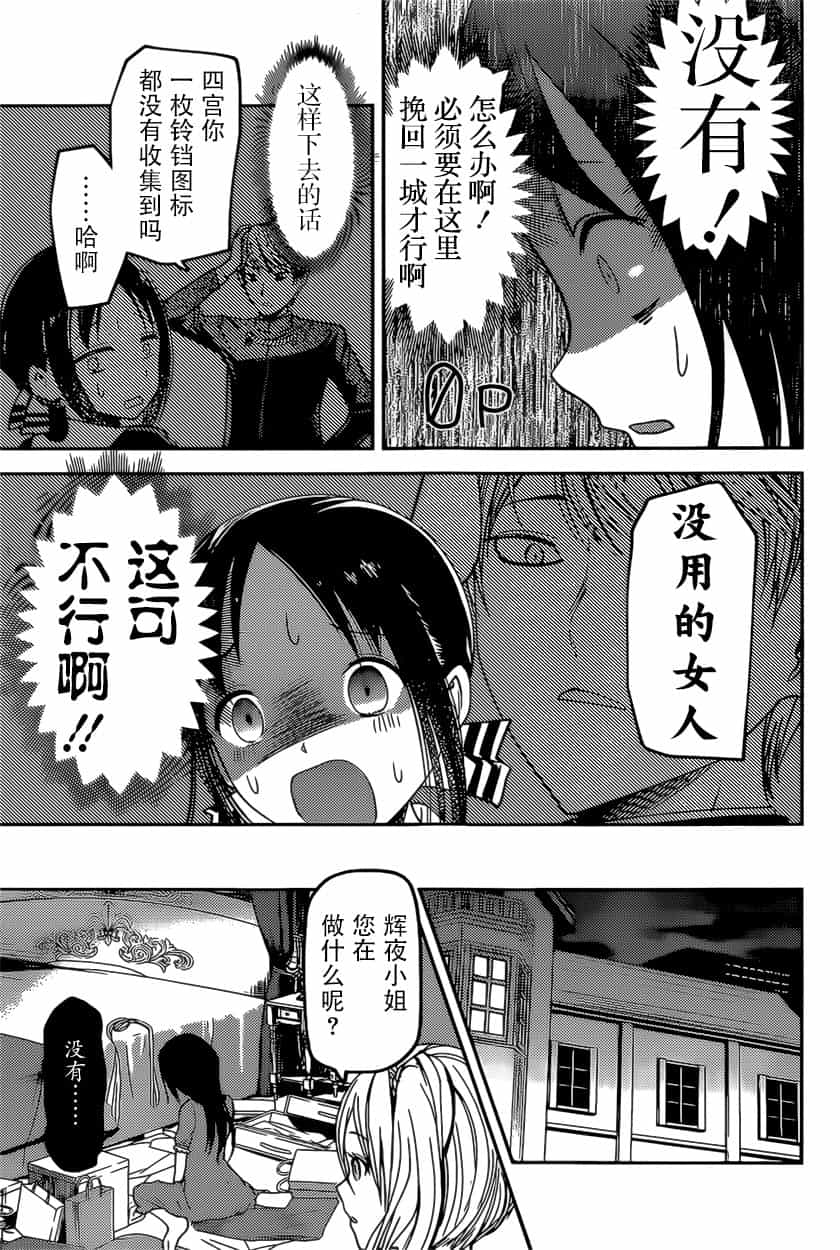 没有！
怎么办啊！
必须要在这里
挽回一城才行啊
0P
这样下去的话
四宫你
一枚铃铛图标
都没有收集到吗
……哈啊
没用的女人
这可
不行啊！！
辉夜小姐
您在
做什么呢？
没有……